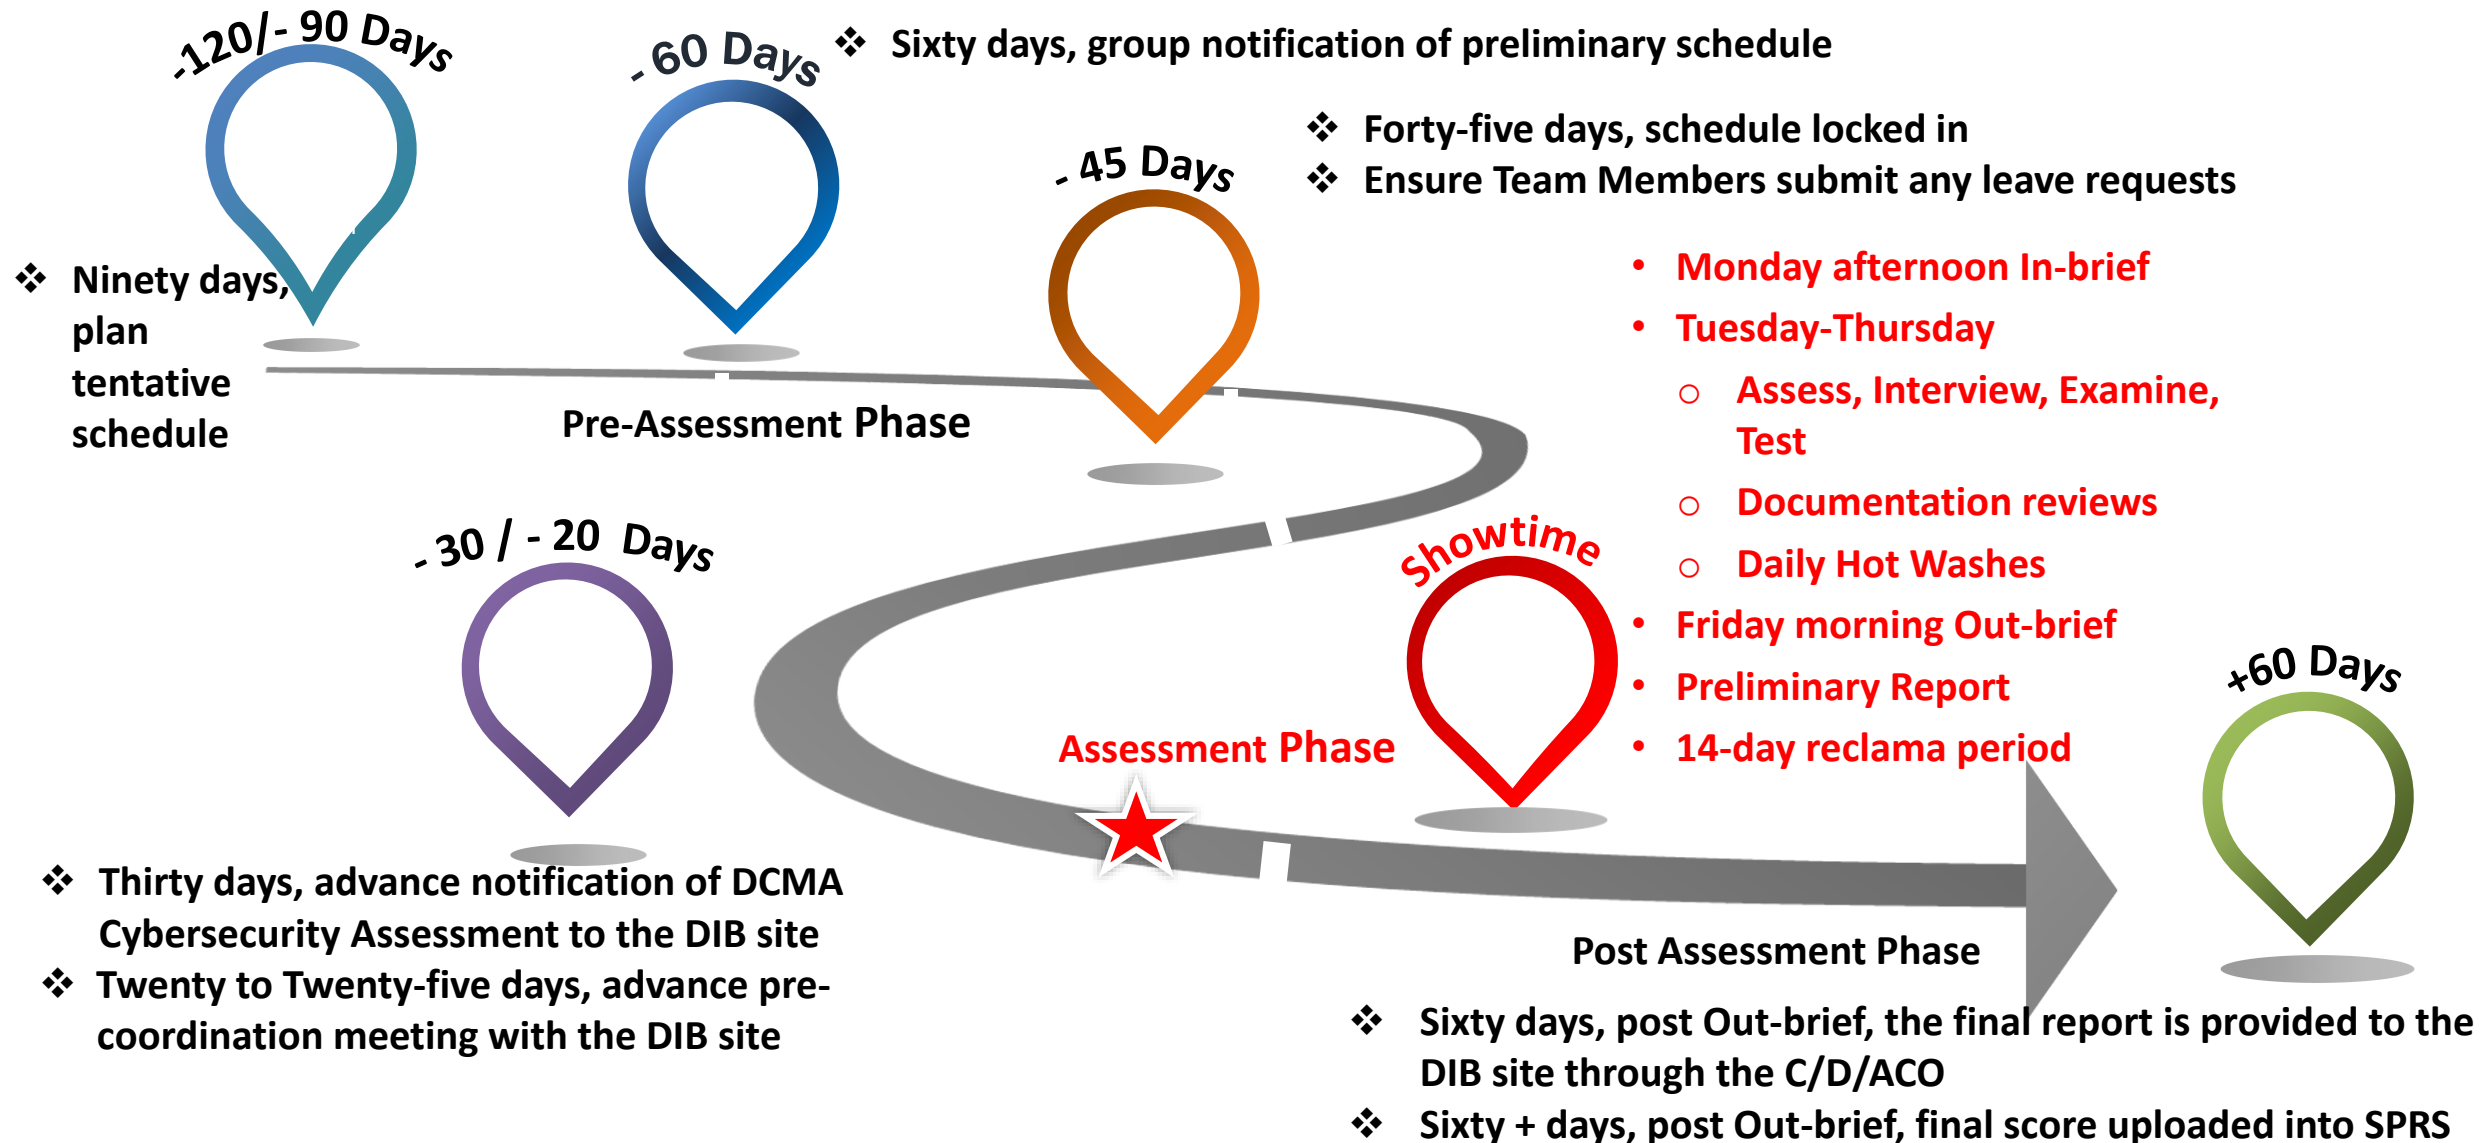 -120/- 90 Days
❖ Ninety days,
plan
tentative
schedule
- 60 Days
❖ Sixty days, group notification of preliminary schedule
- 45 Days
❖ Forty-five days, schedule locked in
❖ Ensure Team Members submit any leave requests
Pre-Assessment Phase
- 30 / - 20 Days
❖ Thirty days, advance notification of DCMA
Cybersecurity Assessment to the DIB site
❖ Twenty to Twenty-five days, advance pre-
coordination meeting with the DIB site
Assessment Phase
Showtime
• Monday afternoon In-brief
• Tuesday-Thursday
o Assess, Interview, Examine,
Test
o Documentation reviews
o Daily Hot Washes
• Friday morning Out-brief
• Preliminary Report
• 14-day reclama period
+60 Days
Post Assessment Phase
❖ Sixty days, post Out-brief, the final report is provided to the
DIB site through the C/D/ACO
❖ Sixty + days, post Out-brief, final score uploaded into SPRS